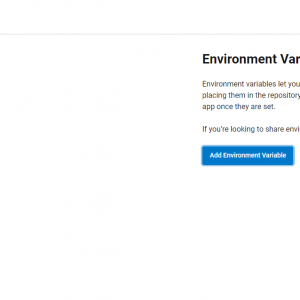 Environment Var
Environment variables let you
placing them in the repository
app once they are set.
If you're looking to share envi
Add Environment Variable